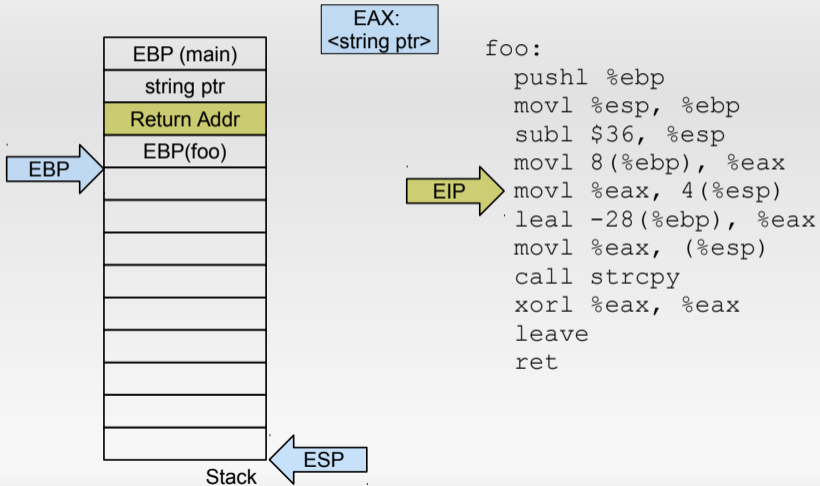 EAX:
<string ptr>
EBP (main)
string ptr
Return Addr
EBP(foo)
EBP
Stack
ESP
EIP
foo:
pushl %ebp
movl %esp, %ebp
subl $36, %esp
movl 8(%ebp), %eax
movl %eax, 4(%esp)
leal -28(%ebp), %eax
movl %eax, (%esp)
call strcpy
xorl %eax, %eax
leave
ret